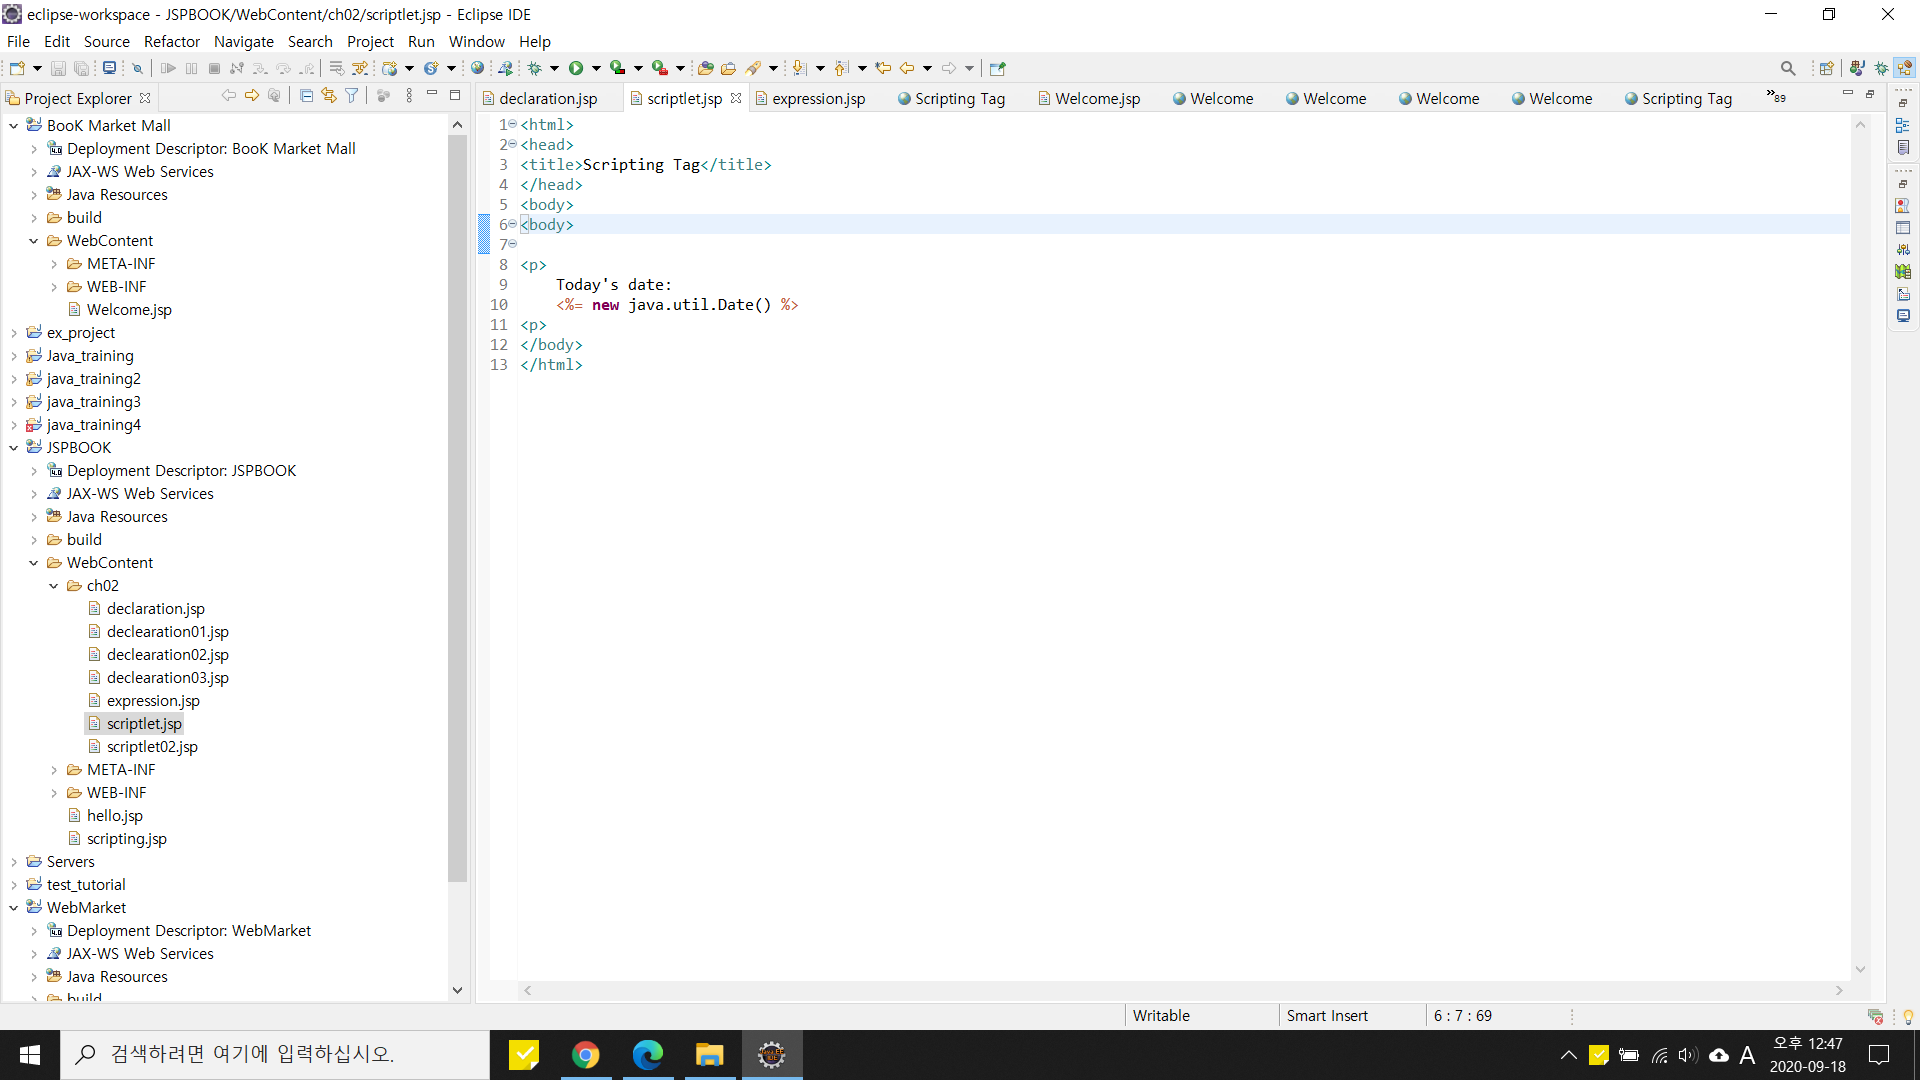 eclipse-workspace - JSPBOOK/WebContent/ch02/scriptlet.jsp - Eclipse IDE
File Edit Source Refactor Navigate Search Project Run Window Help
Project Explorer
declaration.jsp scriptlet.jsp expression.jsp Scripting Tag Welcome.jsp Welcome Welcome Welcome Welcome Scripting Tag »89
BooK Market Mall
Deployment Descriptor: BooK Market Mall
JAX-WS Web Services
Java Resources
build
WebContent
META-INF
WEB-INF
Welcome.jsp
ex_project
Java_training
java_training2
java_training3
java_training4
JSPBOOK
Deployment Descriptor: JSPBOOK
JAX-WS Web Services
Java Resources
build
WebContent
ch02
declaration.jsp
declearation01.jsp
declearation02.jsp
declearation03.jsp
expression.jsp
scriptlet.jsp
scriptlet02.jsp
META-INF
WEB-INF
hello.jsp
scripting.jsp
Servers
test_tutorial
WebMarket
Deployment Descriptor: WebMarket
JAX-WS Web Services
Java Resources
build
1 <html>
2 <head>
3 <title>Scripting Tag</title>
4 </head>
5 <body>
6 <body>
7
8 <p>
9 Today's date:
10 <%= new java.util.Date() %>
11 <p>
12 </body>
13 </html>
Writable Smart Insert 6 : 7 : 69
검색하려면 여기에 입력하십시오.
A
오후 12:47
2020-09-18